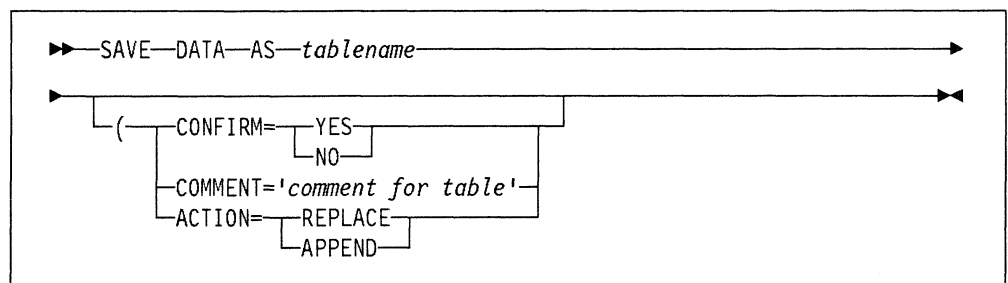 SAVE DATA AS tablename
( CONFIRM= YES
NO
COMMENT='comment for table'
ACTION= REPLACE
APPEND